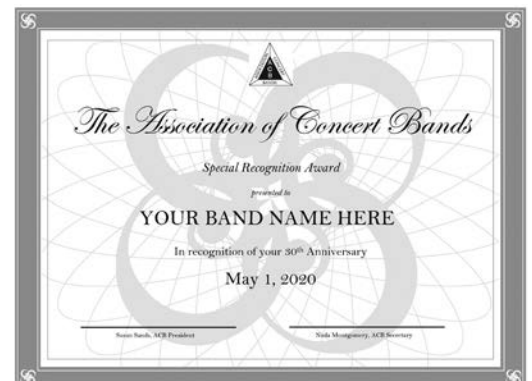 The Association of Concert Bands
Special Recognition Award
presented to
YOUR BAND NAME HERE
In recognition of your 30th Anniversary
May 1, 2020
Susan Sands, ACB President
Nada Montgomery, ACB Secretary